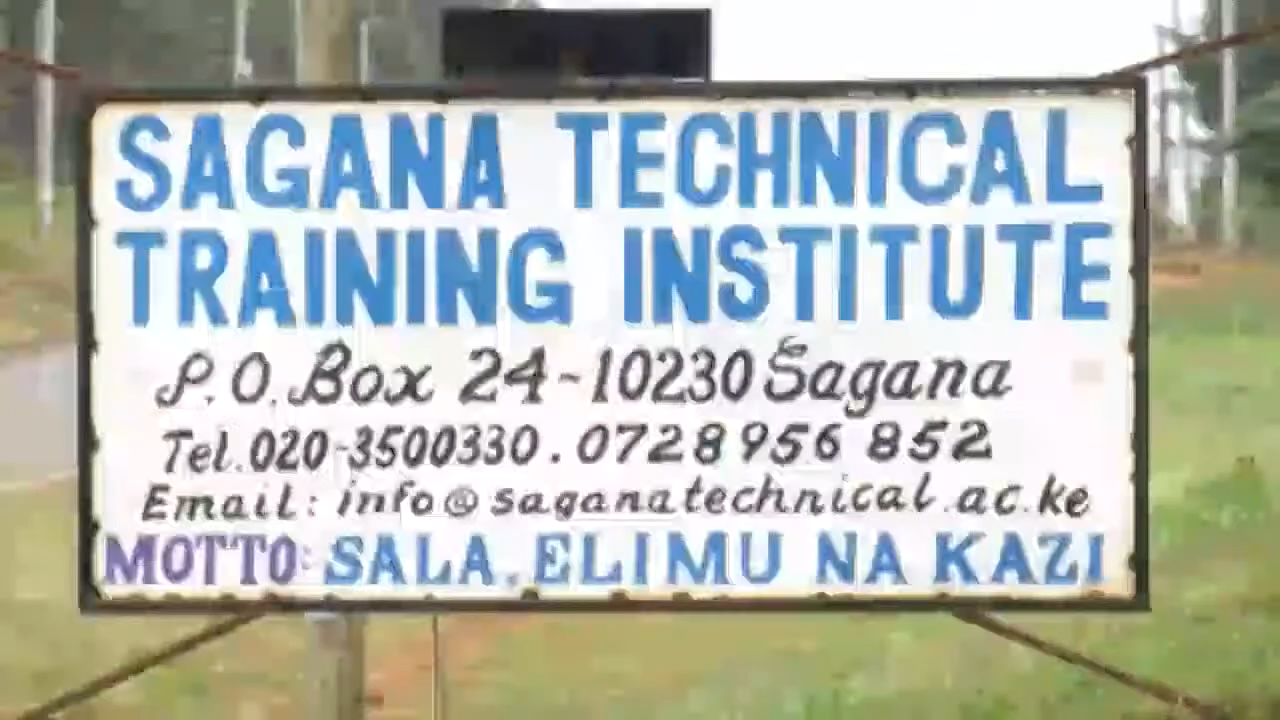 SAGANA TECHNICAL
TRAINING INSTITUTE
P.O. Box 24-10230 Sagana
Tel. 020-3500330. 0728 956 852
Email: info@saganatechnical.ac.ke
MOTTO: SALA, ELIMU NA KAZI